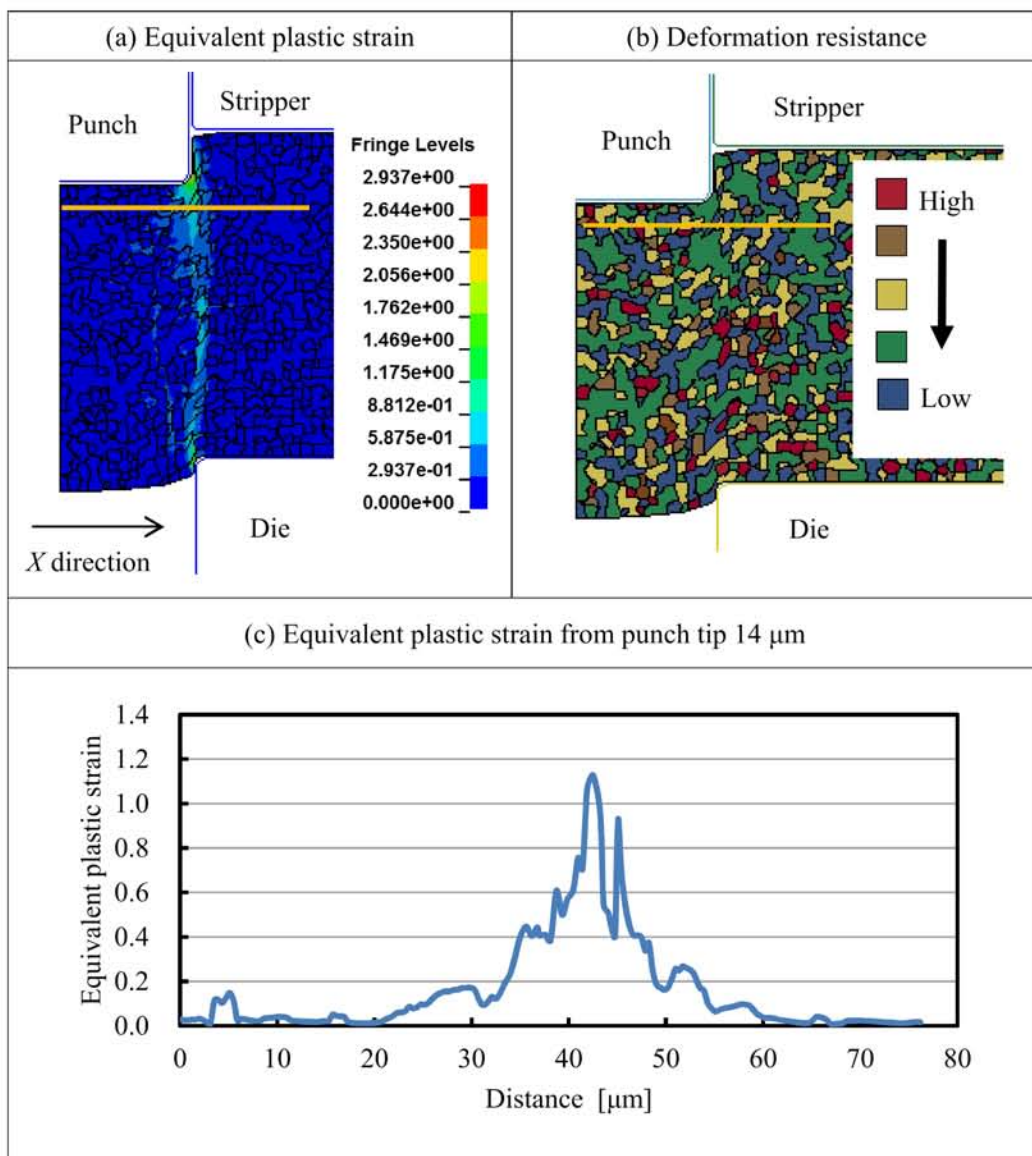 (a) Equivalent plastic strain
(b) Deformation resistance
Punch
Stripper
Fringe Levels
2.937e+00
2.644e+00
2.350e+00
2.056e+00
1.762e+00
1.469e+00
1.175e+00
8.812e-01
5.875e-01
2.937e-01
0.000e+00
Die
X direction
Punch
Stripper
High
Low
Die
(c) Equivalent plastic strain from punch tip 14 μm
Equivalent plastic strain
1.4
1.2
1.0
0.8
0.6
0.4
0.2
0.0
0 10 20 30 40 50 60 70 80
Distance [μm]